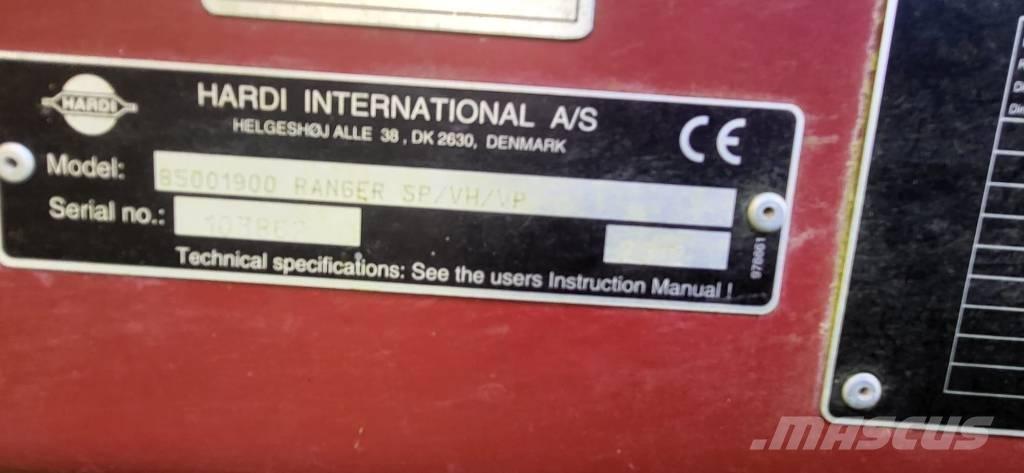 HARDI
HARDI INTERNATIONAL A/S
HELGESHØJ ALLE 38, DK 2630, DENMARK
CE
Model: 85001900 RANGER SP/VH/VP
Serial no.:
Technical specifications: See the users Instruction Manual !
978661
MASCUS